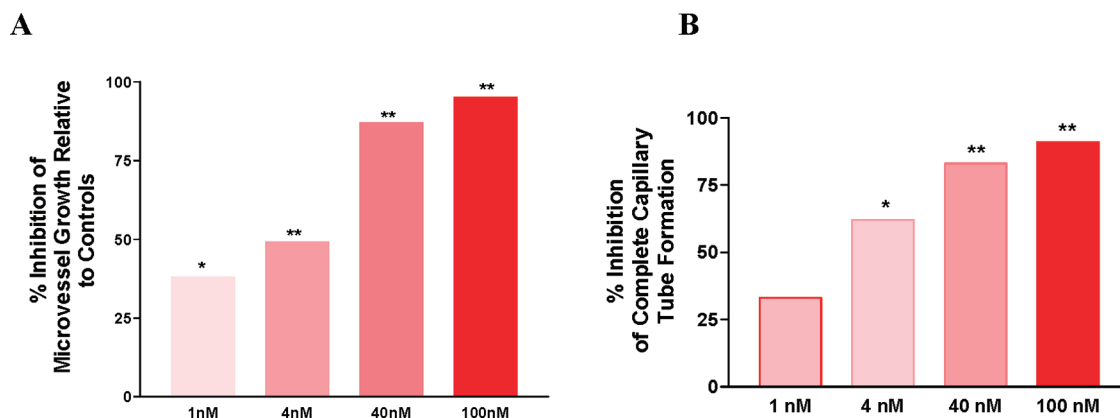 A
% Inhibition of
Microvessel Growth Relative
to Controls
100
75
50
25
0
*
**
**
**
1nM
4nM
40nM
100nM
B
% Inhibition
of Complete Capillary
Tube Formation
100
75
50
25
0
*
**
**
1 nM
4 nM
40 nM
100 nM